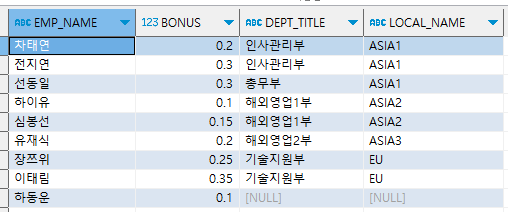 ABC EMP_NAME 123 BONUS ABC DEPT_TITLE ABC LOCAL_NAME
차태연 0.2 인사관리부 ASIA1
전지연 0.3 인사관리부 ASIA1
선동일 0.3 총무부 ASIA1
하이유 0.1 해외영업1부 ASIA2
심봉선 0.15 해외영업1부 ASIA2
유재식 0.2 해외영업2부 ASIA3
장쯔위 0.25 기술지원부 EU
이태림 0.35 기술지원부 EU
하동운 0.1 [NULL] [NULL]